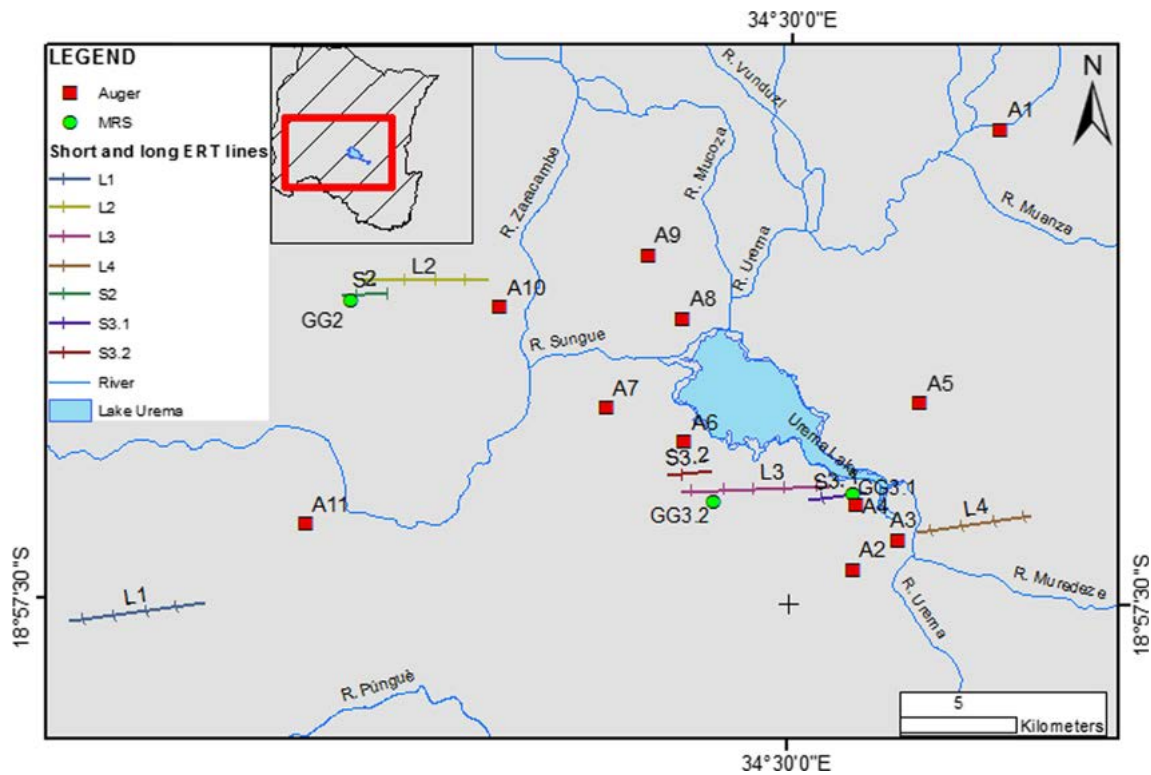 34°30'0"E
LEGEND
Auger
MRS
Short and long ERT lines
L1
L2
L3
L4
S2
S3.1
S3.2
River
Lake Urema
N
A1
R. Vunduzi
R. Mucoza
R. Zaracamba
R. Muanza
A9
R. Urema
L2
S2
GG2
A10
A8
R. Sungue
A7
A5
A6
Urema Lake
S3.2
L3
S3.
GG3.1
GG3.2
A4
L4
A3
A11
A2
R. Muredeze
R. Urema
L1
18°57'30"S
18°57'30"S
R. Púnguè
5
Kilometers
34°30'0"E